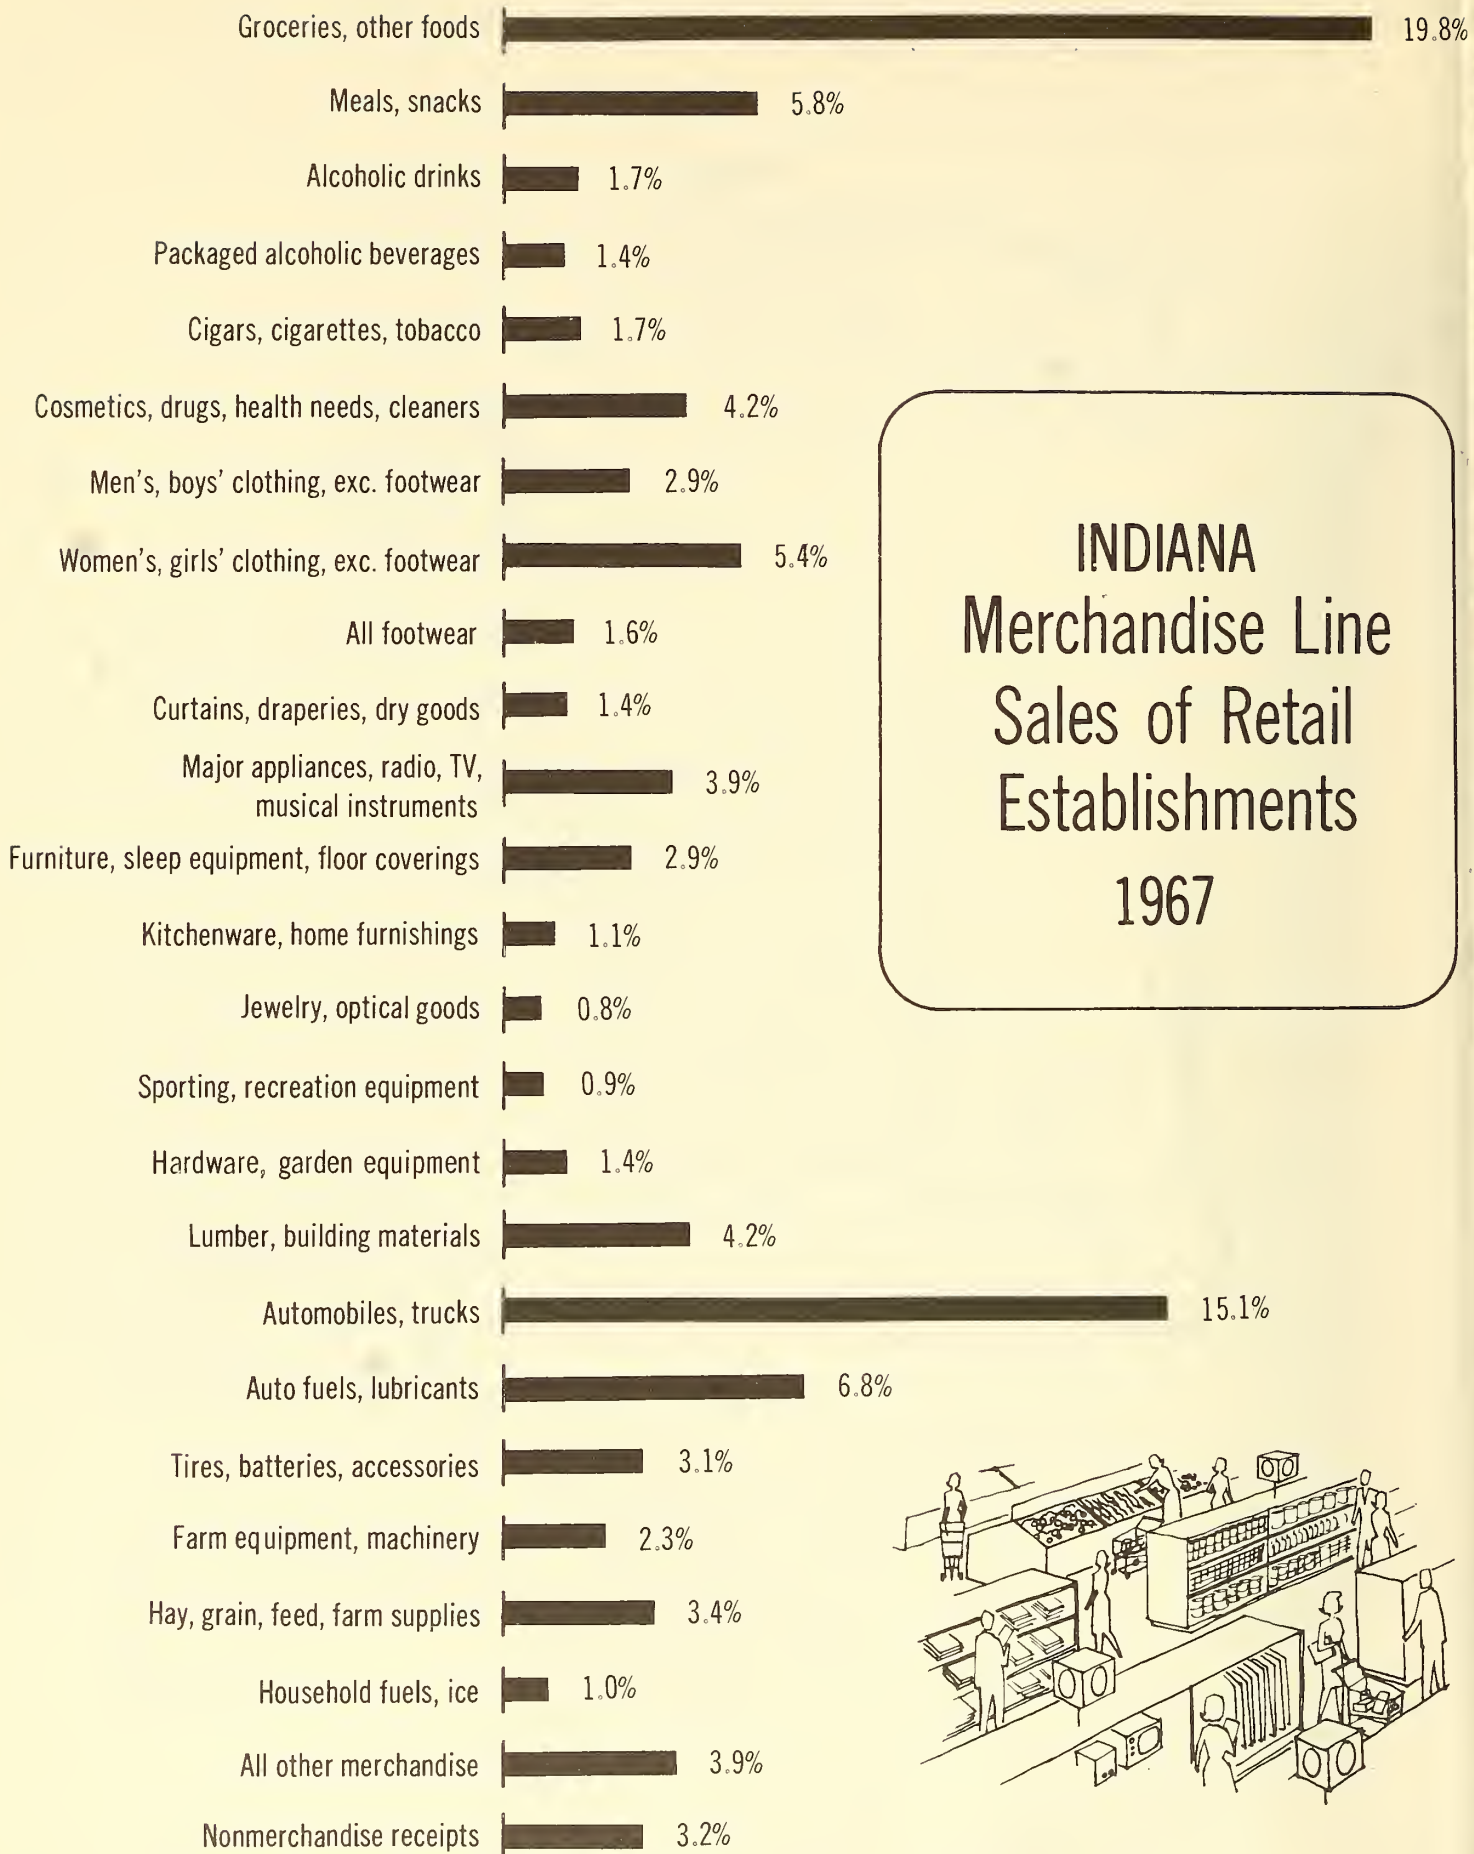 Groceries, other foods 19.8%
Meals, snacks 5.8%
Alcoholic drinks 1.7%
Packaged alcoholic beverages 1.4%
Cigars, cigarettes, tobacco 1.7%
Cosmetics, drugs, health needs, cleaners 4.2%
Men's, boys' clothing, exc. footwear 2.9%
Women's, girls' clothing, exc. footwear 5.4%
All footwear 1.6%
Curtains, draperies, dry goods 1.4%
Major appliances, radio, TV,
musical instruments 3.9%
Furniture, sleep equipment, floor coverings 2.9%
Kitchenware, home furnishings 1.1%
Jewelry, optical goods 0.8%
Sporting, recreation equipment 0.9%
Hardware, garden equipment 1.4%
Lumber, building materials 4.2%
Automobiles, trucks 15.1%
Auto fuels, lubricants 6.8%
Tires, batteries, accessories 3.1%
Farm equipment, machinery 2.3%
Hay, grain, feed, farm supplies 3.4%
Household fuels, ice 1.0%
All other merchandise 3.9%
Nonmerchandise receipts 3.2%
INDIANA
Merchandise Line
Sales of Retail
Establishments
1967